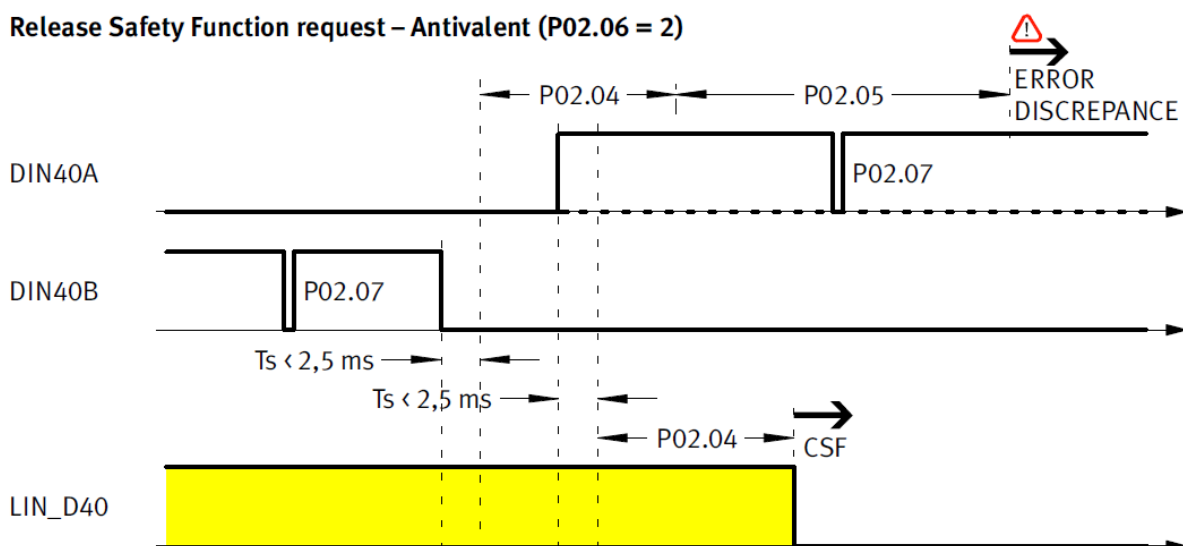 Release Safety Function request – Antivalent (P02.06 = 2)
P02.04
P02.05
ERROR
DISCREPANCE
DIN40A
P02.07
DIN40B
P02.07
Ts < 2,5 ms
Ts < 2,5 ms
P02.04
CSF
LIN_D40